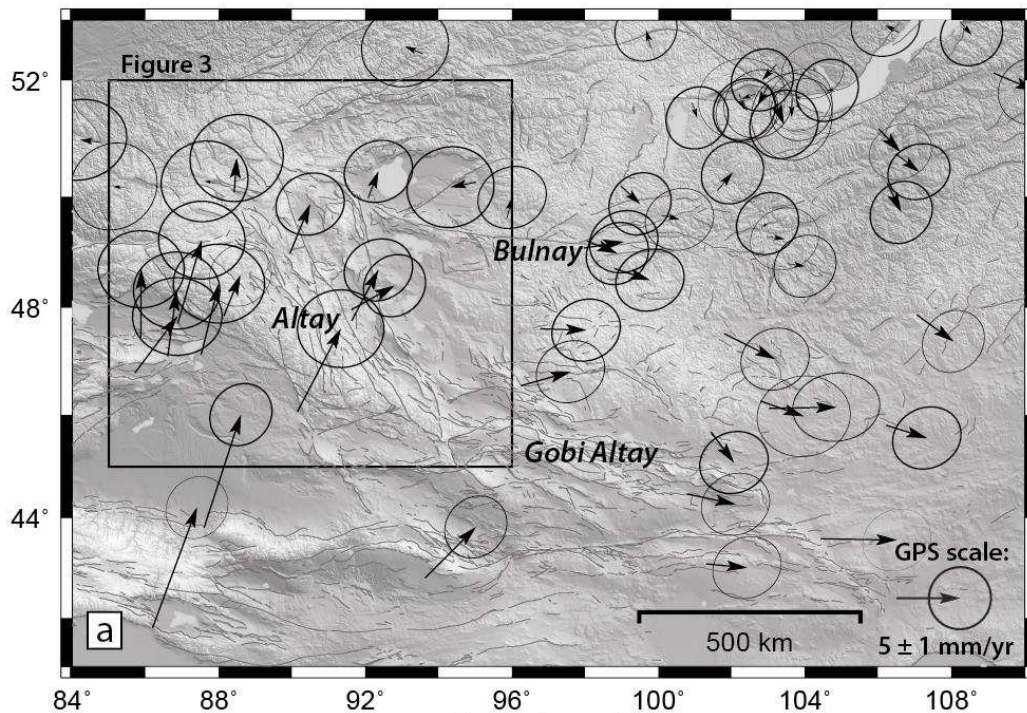 Figure 3
52°
48°
44°
Bulnay
Altay
Gobi Altay
GPS scale:
5 ± 1 mm/yr
500 km
a
84° 88° 92° 96° 100° 104° 108°